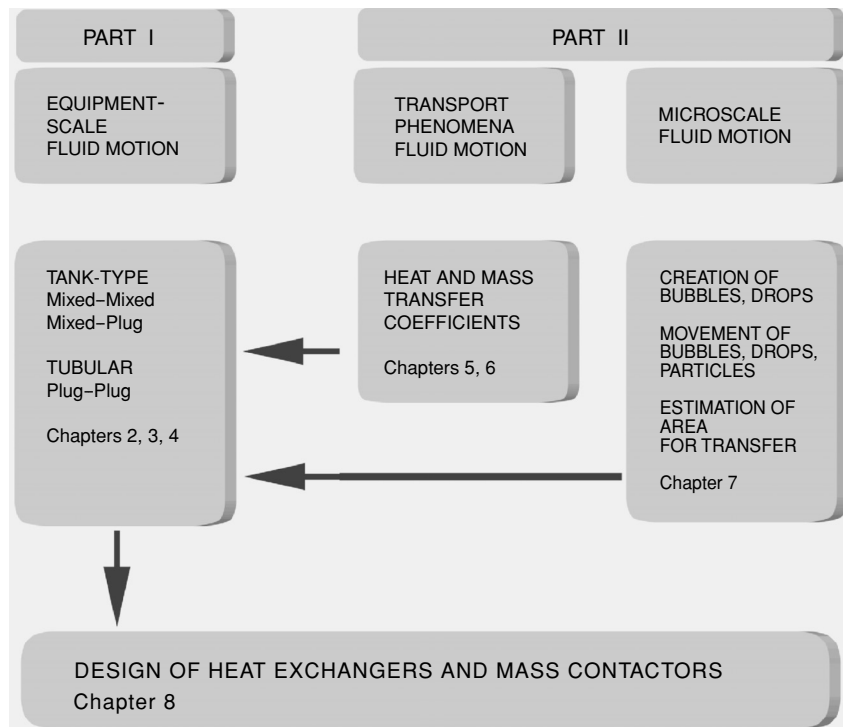 PART I
PART II
EQUIPMENT-
SCALE
FLUID MOTION
TRANSPORT
PHENOMENA
FLUID MOTION
MICROSCALE
FLUID MOTION
TANK-TYPE
Mixed–Mixed
Mixed–Plug
TUBULAR
Plug–Plug
Chapters 2, 3, 4
HEAT AND MASS
TRANSFER
COEFFICIENTS
Chapters 5, 6
CREATION OF
BUBBLES, DROPS
MOVEMENT OF
BUBBLES, DROPS,
PARTICLES
ESTIMATION OF
AREA
FOR TRANSFER
Chapter 7
DESIGN OF HEAT EXCHANGERS AND MASS CONTACTORS
Chapter 8